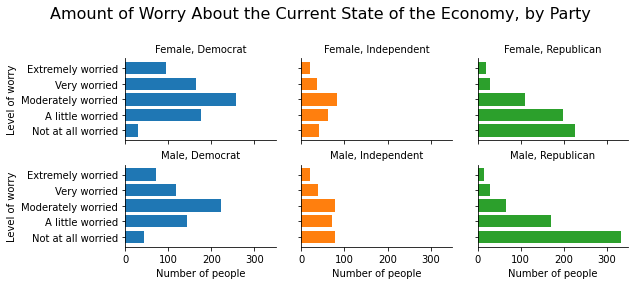 Amount of Worry About the Current State of the Economy, by Party
Female, Democrat
Female, Independent
Female, Republican
Level of worry
Extremely worried
Very worried
Moderately worried
A little worried
Not at all worried
Male, Democrat
Male, Independent
Male, Republican
Level of worry
Extremely worried
Very worried
Moderately worried
A little worried
Not at all worried
0 100 200 300
0 100 200 300
0 100 200 300
Number of people
Number of people
Number of people